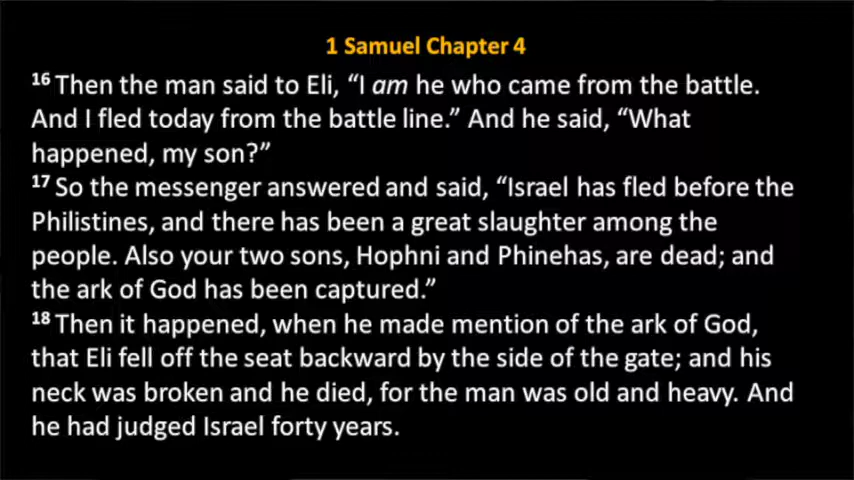 1 Samuel Chapter 4
16 Then the man said to Eli, “I am he who came from the battle.
And I fled today from the battle line.” And he said, “What
happened, my son?”
17 So the messenger answered and said, “Israel has fled before the
Philistines, and there has been a great slaughter among the
people. Also your two sons, Hophni and Phinehas, are dead; and
the ark of God has been captured.”
18 Then it happened, when he made mention of the ark of God,
that Eli fell off the seat backward by the side of the gate; and his
neck was broken and he died, for the man was old and heavy. And
he had judged Israel forty years.